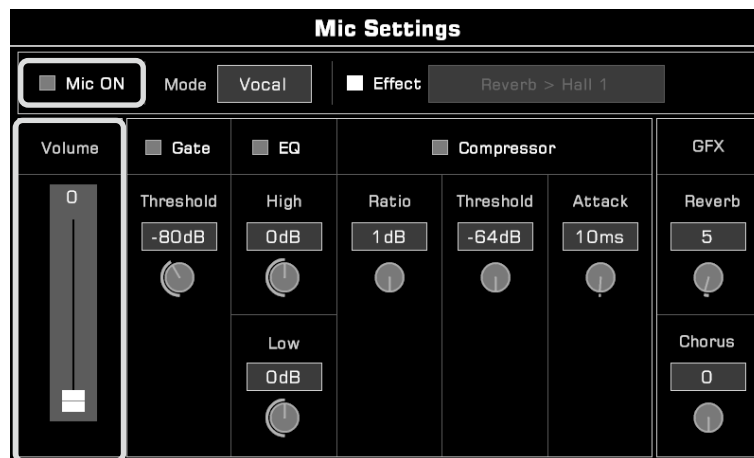 Mic Settings
Mic ON Mode Vocal Effect Reverb > Hall 1
Volume Gate EQ Compressor GFX
0 Threshold High Ratio Threshold Attack Reverb
-80dB 0dB 1dB -64dB 10ms 5
Low Chorus
0dB 0